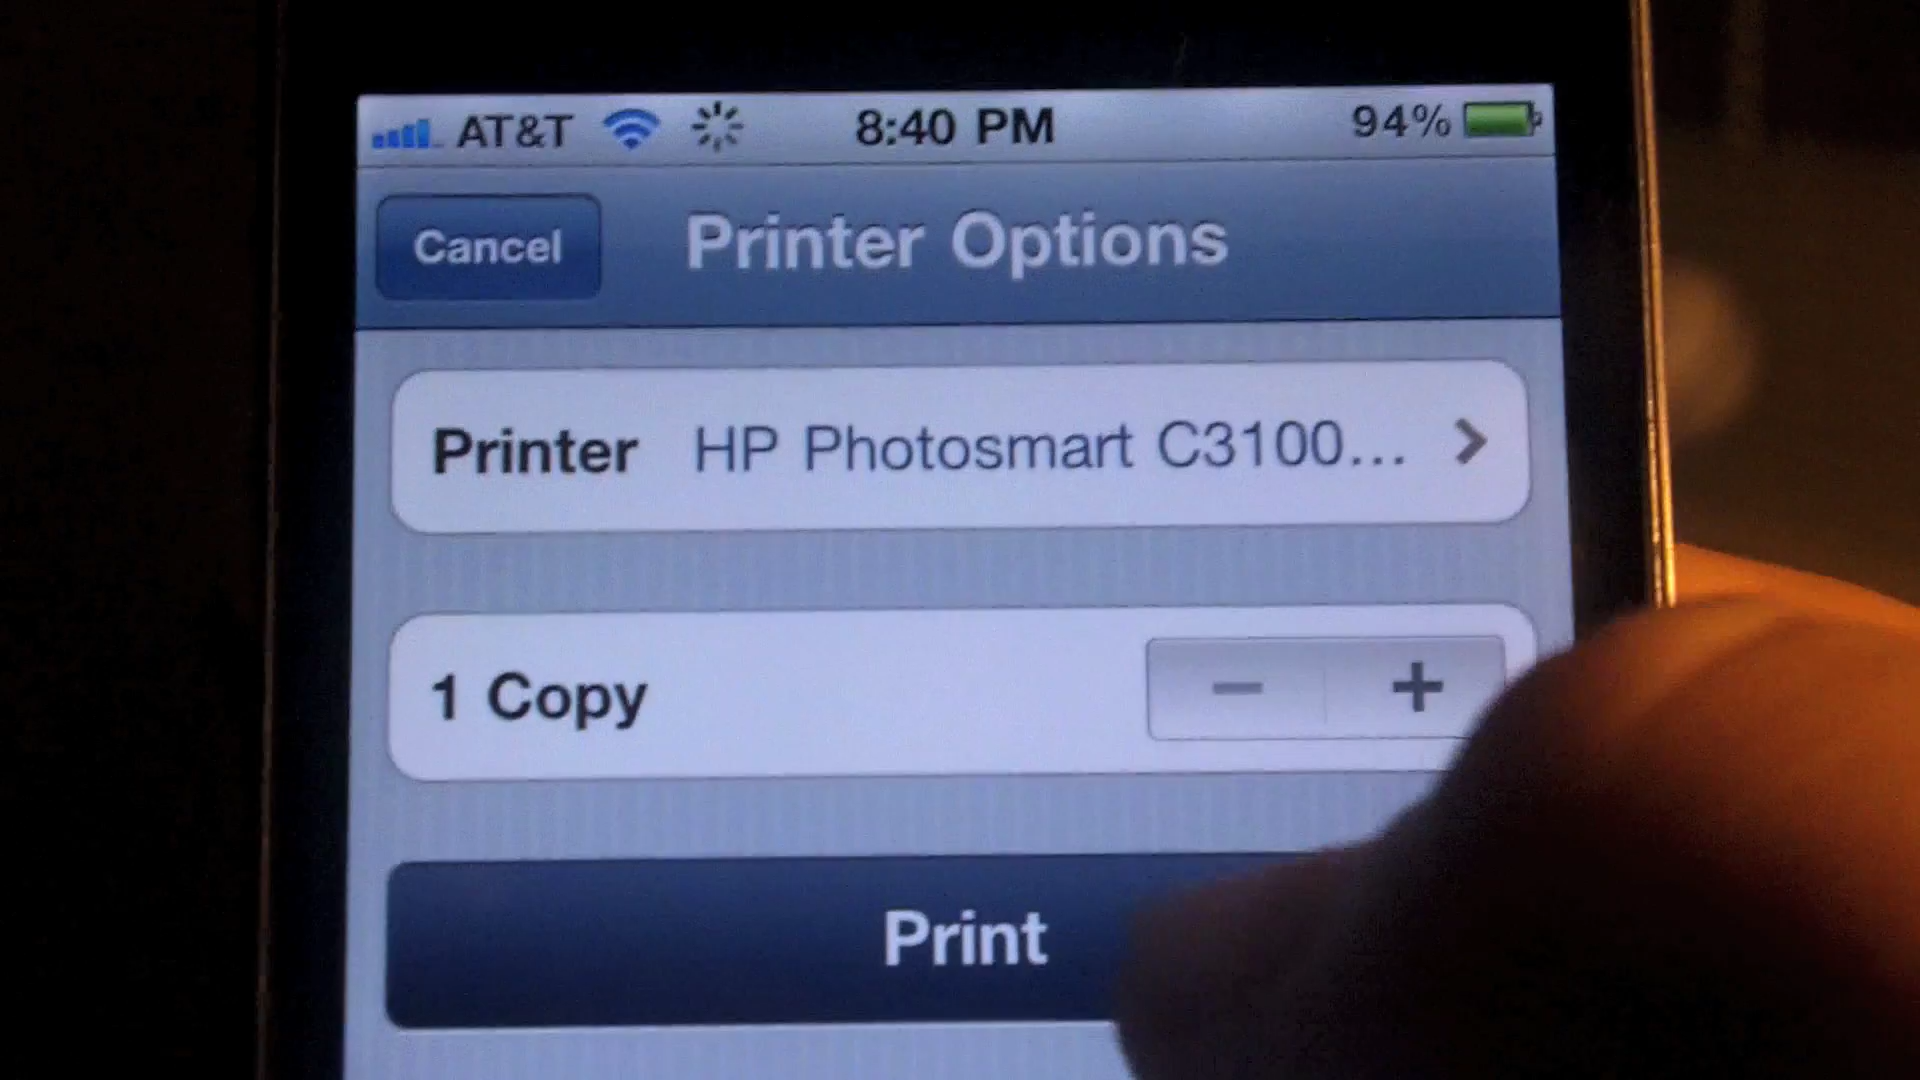 AT&T 8:40 PM 94%
Cancel Printer Options
Printer HP Photosmart C3100...
1 Copy - +
Print